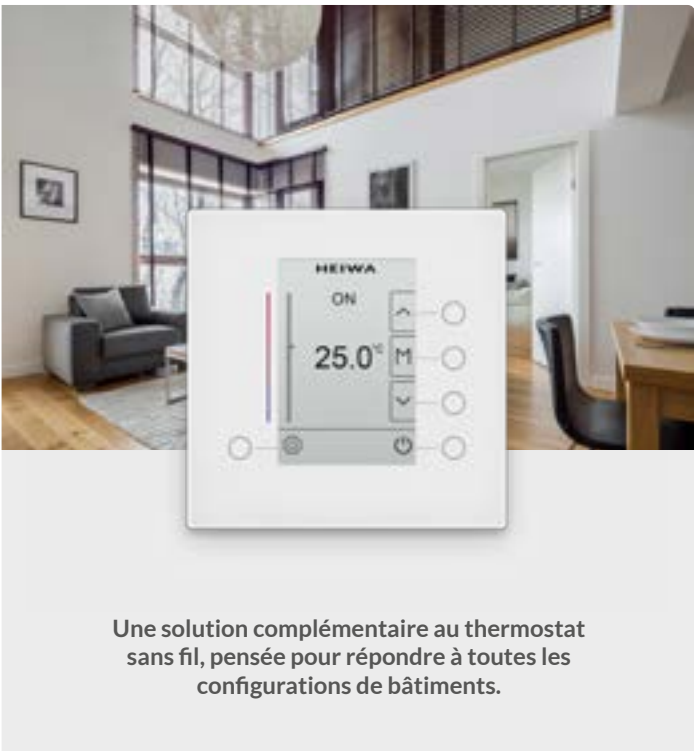 HEIWA
ON
25.0°C
M
Une solution complémentaire au thermostat
sans fil, pensée pour répondre à toutes les
configurations de bâtiments.